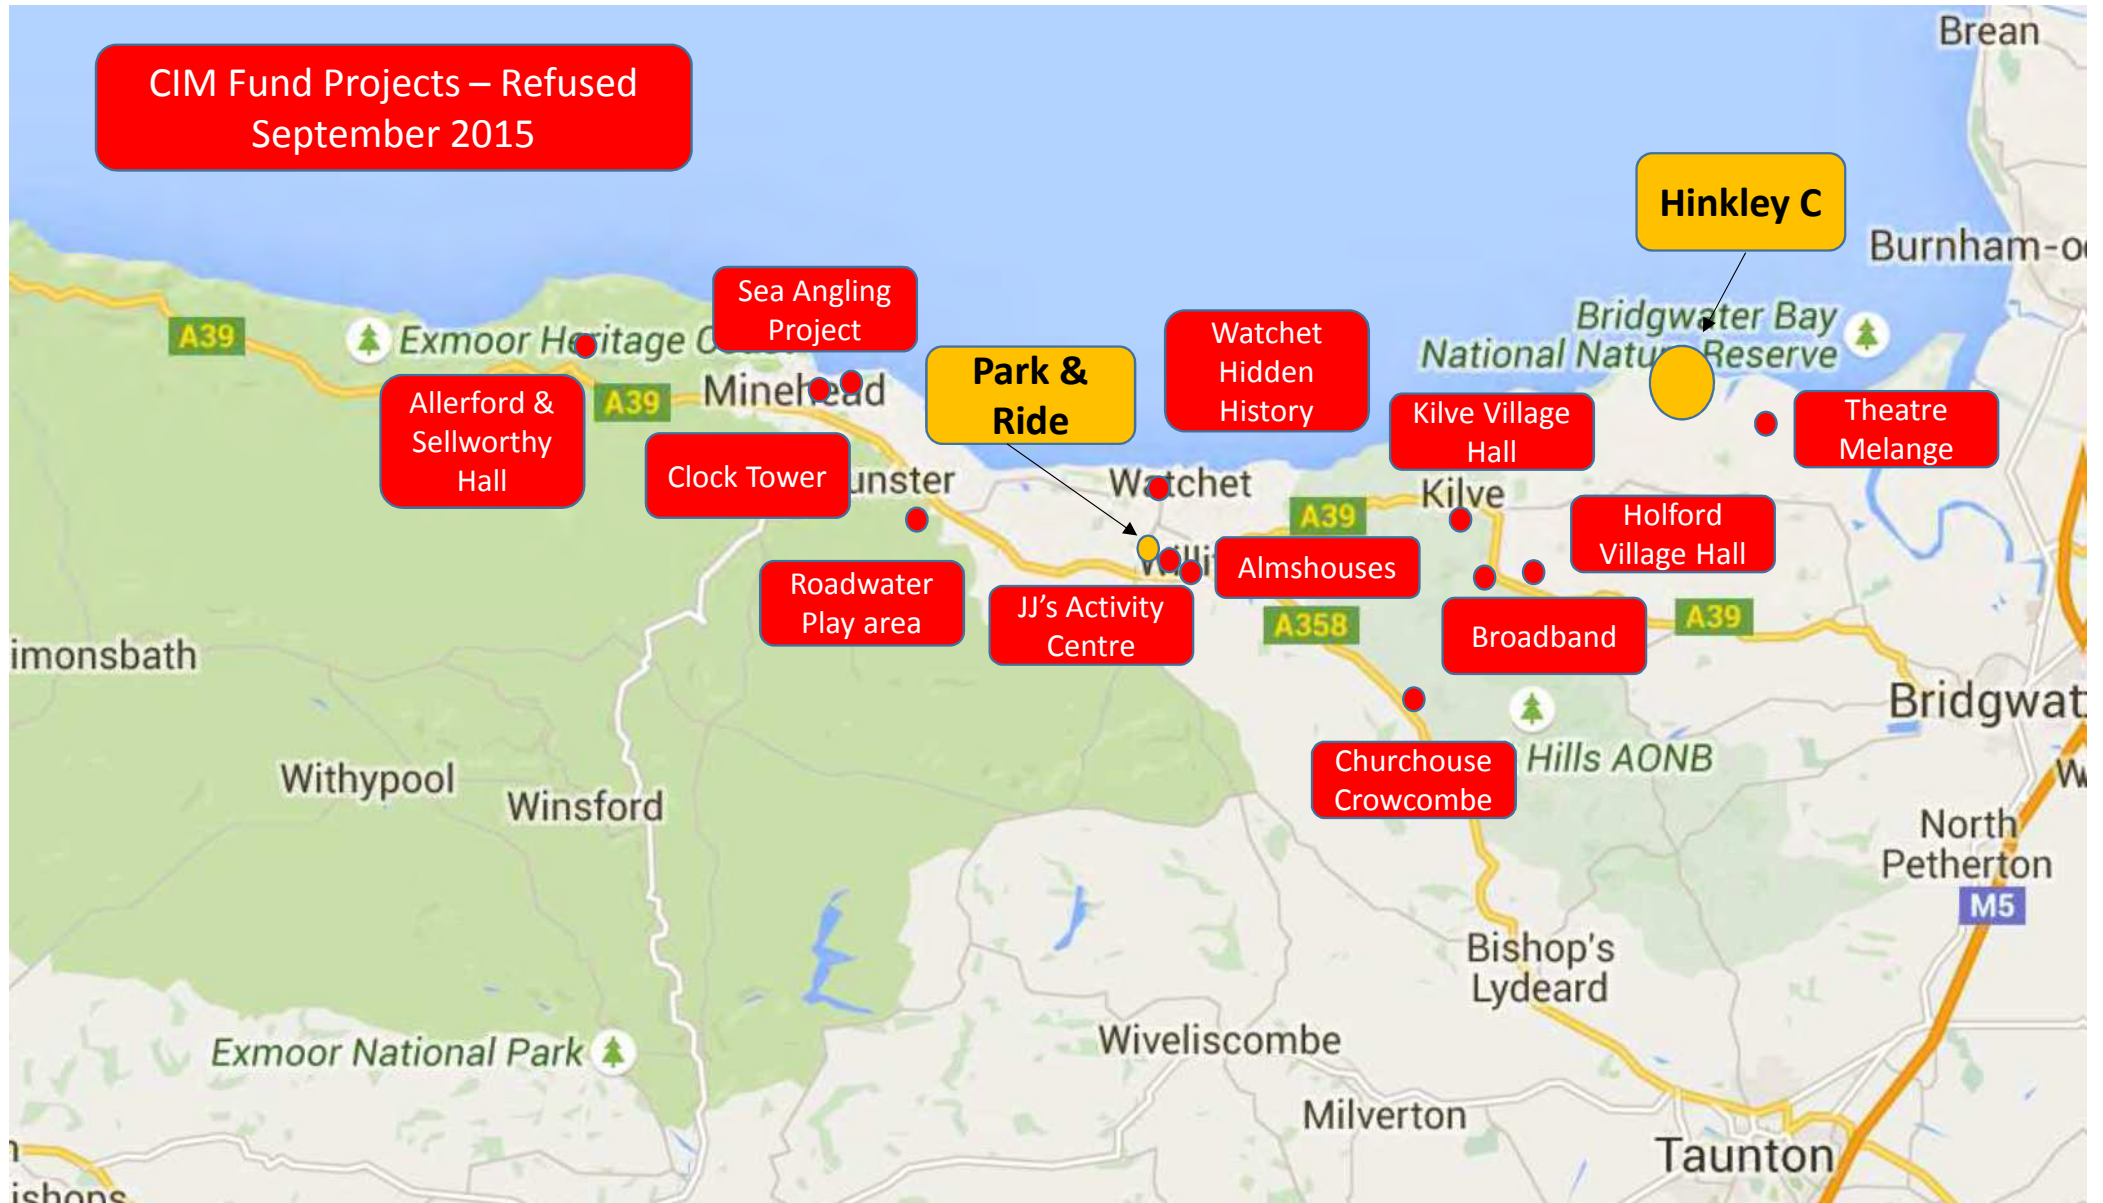 Brean
CIM Fund Projects – Refused
September 2015
Hinkley C
Burnham-o
Sea Angling
Project
Bridgwater Bay
National Nature Reserve
A39
Exmoor Heritage Coast
Watchet
Hidden
History
Park &
Ride
Minehead
A39
Allerford &
Sellworthy
Hall
Kilve Village
Hall
Theatre
Melange
Clock Tower
unster
Watchet
Kilve
A39
Holford
Village Hall
Willi
Almshouses
Roadwater
Play area
JJ's Activity
Centre
A358
Broadband
A39
imonsbath
Bridgwat
Churchouse
Crowcombe
Hills AONB
Withypool
Winsford
W
North
Petherton
M5
Bishop's
Lydeard
Exmoor National Park
Wiveliscombe
Milverton
Taunton
ishops